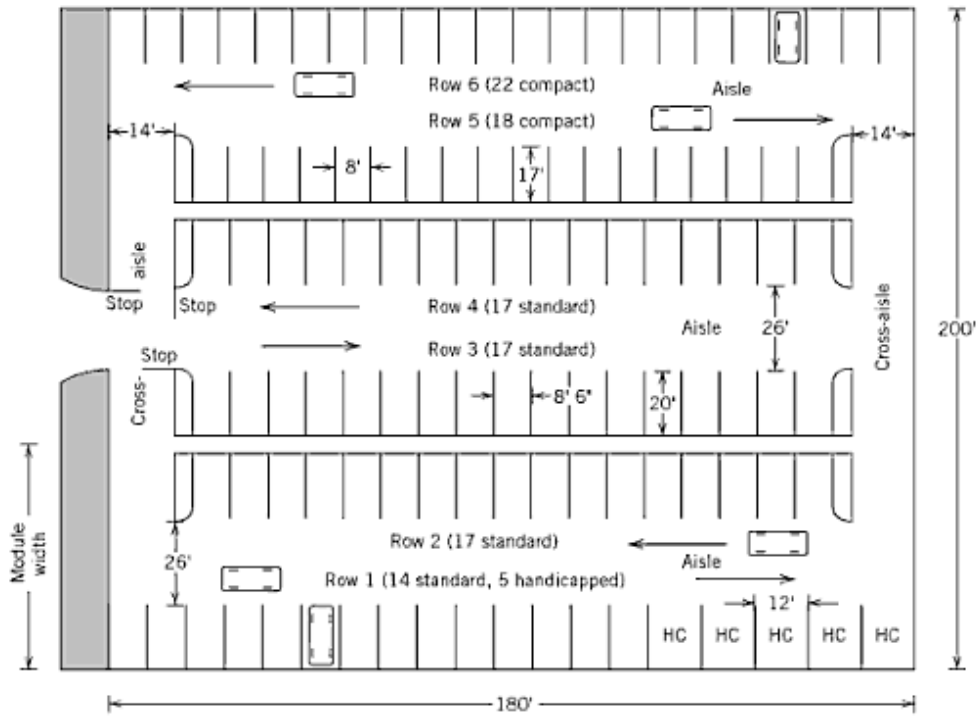 Row 6 (22 compact)
Aisle
Row 5 (18 compact)
14'
14'
8'
17'
aisle
Stop
Stop
Row 4 (17 standard)
Aisle
26'
Cross-aisle
200'
Stop
Row 3 (17 standard)
Cross-
8' 6"
20'
Module
width
26'
Row 2 (17 standard)
Aisle
Row 1 (14 standard, 5 handicapped)
12'
HC
HC
HC
HC
HC
180'